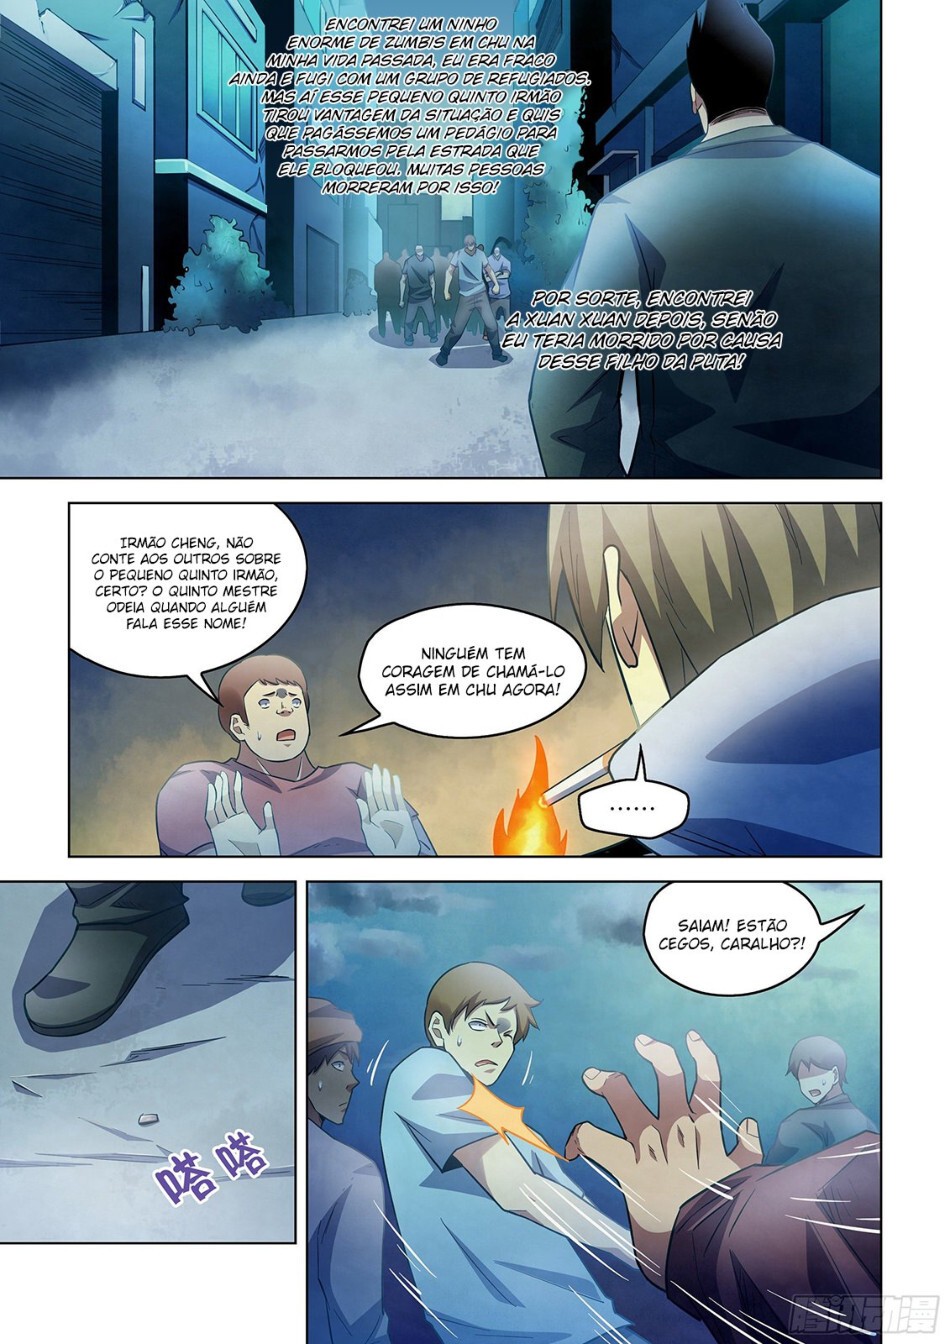 ENCONTREI UM NINHO
ENORME DE ZUMBIS EM CHU NA
MINHA VIDA PASSADA, EU ERA FRACO
AINDA E FUGI COM UM GRUPO DE REFUGIADOS,
MAS AÍ ESSE PEQUENO QUINTO IRMÃO
TIROU VANTAGEM DA SITUAÇÃO E QUIS
QUE PAGÁSSEMOS UM PEDÁGIO PARA
PASSARMOS PELA ESTRADA QUE
ELE BLOQUEOU. MUITAS PESSOAS
MORRERAM POR ISSO!
POR SORTE, ENCONTREI
A XUAN XUAN DEPOIS, SENÃO
EU TERIA MORRIDO POR CAUSA
DESSE FILHO DA PUTA!
IRMÃO CHENG, NÃO
CONTE AOS OUTROS SOBRE
O PEQUENO QUINTO IRMÃO,
CERTO? O QUINTO MESTRE
ODEIA QUANDO ALGUÉM
FALA ESSE NOME!
NINGUÉM TEM
CORAGEM DE CHAMÁ-LO
ASSIM EM CHU AGORA!
......
SAIAM! ESTÃO
CEGOS, CARALHO?!
嗒嗒
腾讯动漫